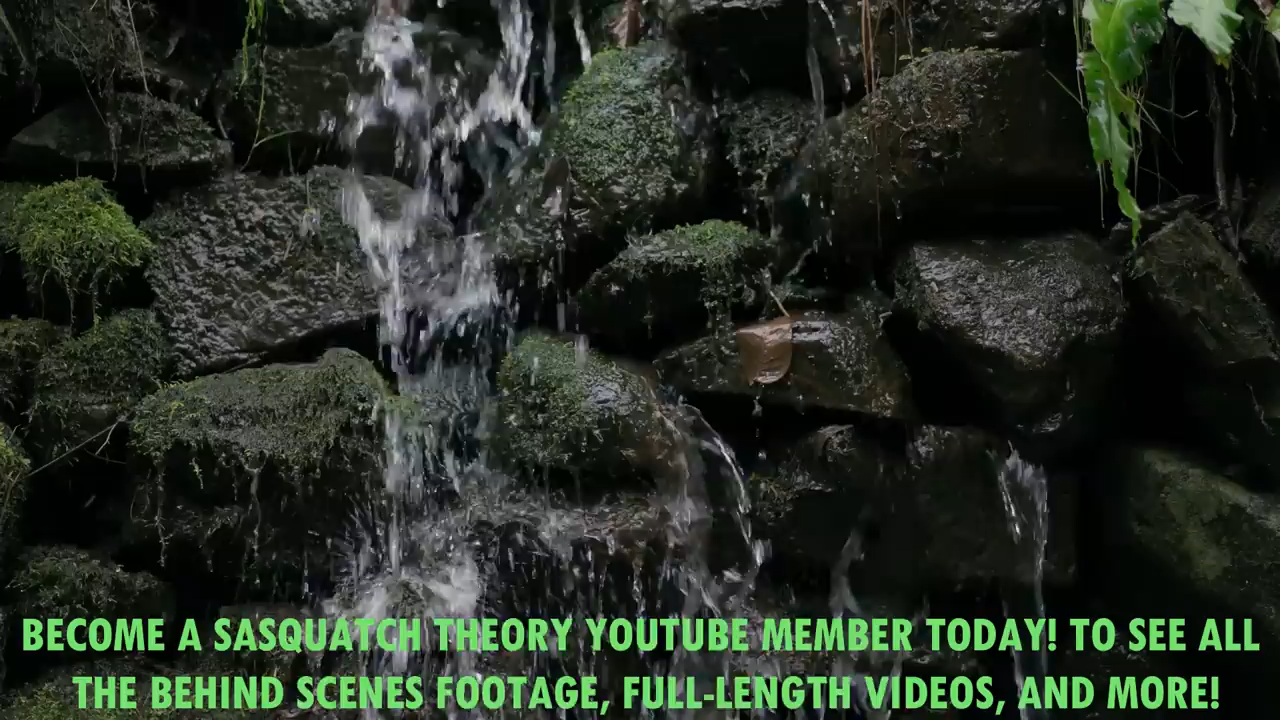 BECOME A SASQUATCH THEORY YOUTUBE MEMBER TODAY! TO SEE ALL
THE BEHIND SCENES FOOTAGE, FULL-LENGTH VIDEOS, AND MORE!